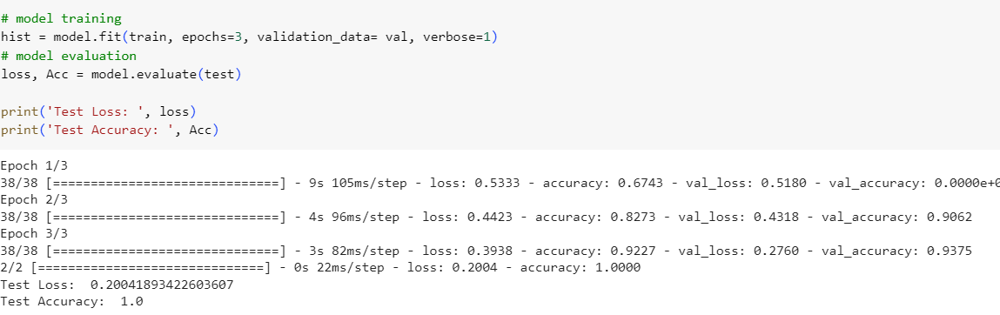 # model training
hist = model.fit(train, epochs=3, validation_data= val, verbose=1)
# model evaluation
loss, Acc = model.evaluate(test)
print('Test Loss: ', loss)
print('Test Accuracy: ', Acc)
Epoch 1/3
38/38 [==============================] - 9s 105ms/step - loss: 0.5333 - accuracy: 0.6743 - val_loss: 0.5180 - val_accuracy: 0.0000e+0
Epoch 2/3
38/38 [==============================] - 4s 96ms/step - loss: 0.4423 - accuracy: 0.8273 - val_loss: 0.4318 - val_accuracy: 0.9062
Epoch 3/3
38/38 [==============================] - 3s 82ms/step - loss: 0.3938 - accuracy: 0.9227 - val_loss: 0.2760 - val_accuracy: 0.9375
2/2 [==============================] - 0s 22ms/step - loss: 0.2004 - accuracy: 1.0000
Test Loss:  0.20041893422603607
Test Accuracy:  1.0